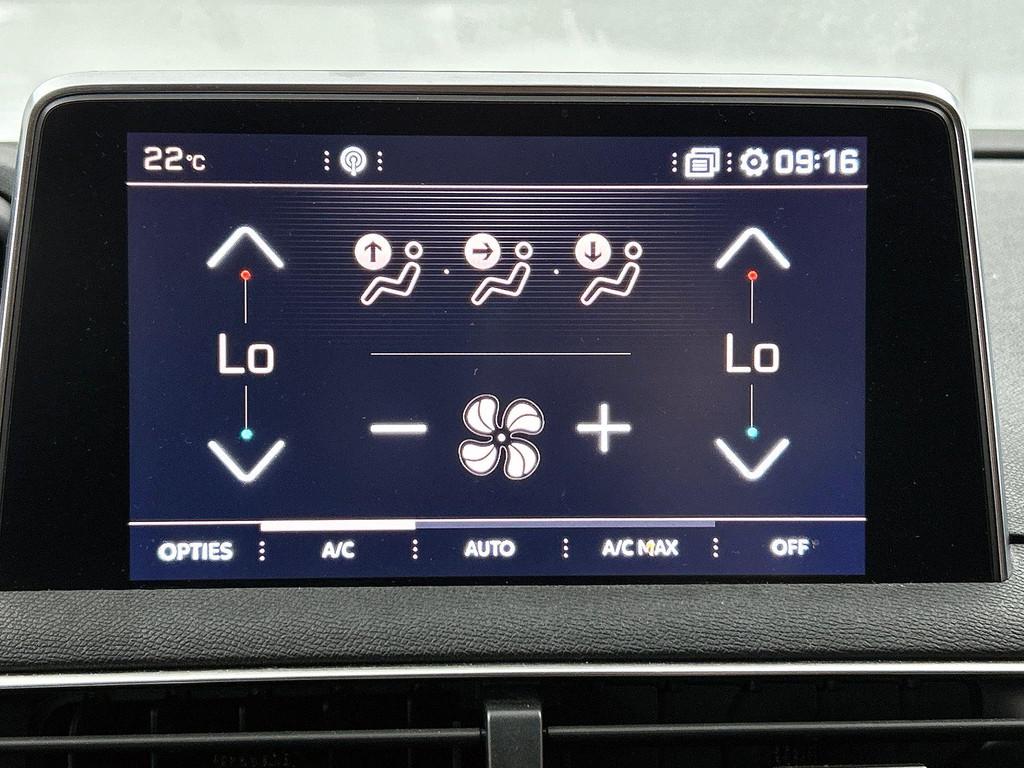 22°C 09:16
Lo Lo
OPTIES A/C AUTO A/C MAX OFF